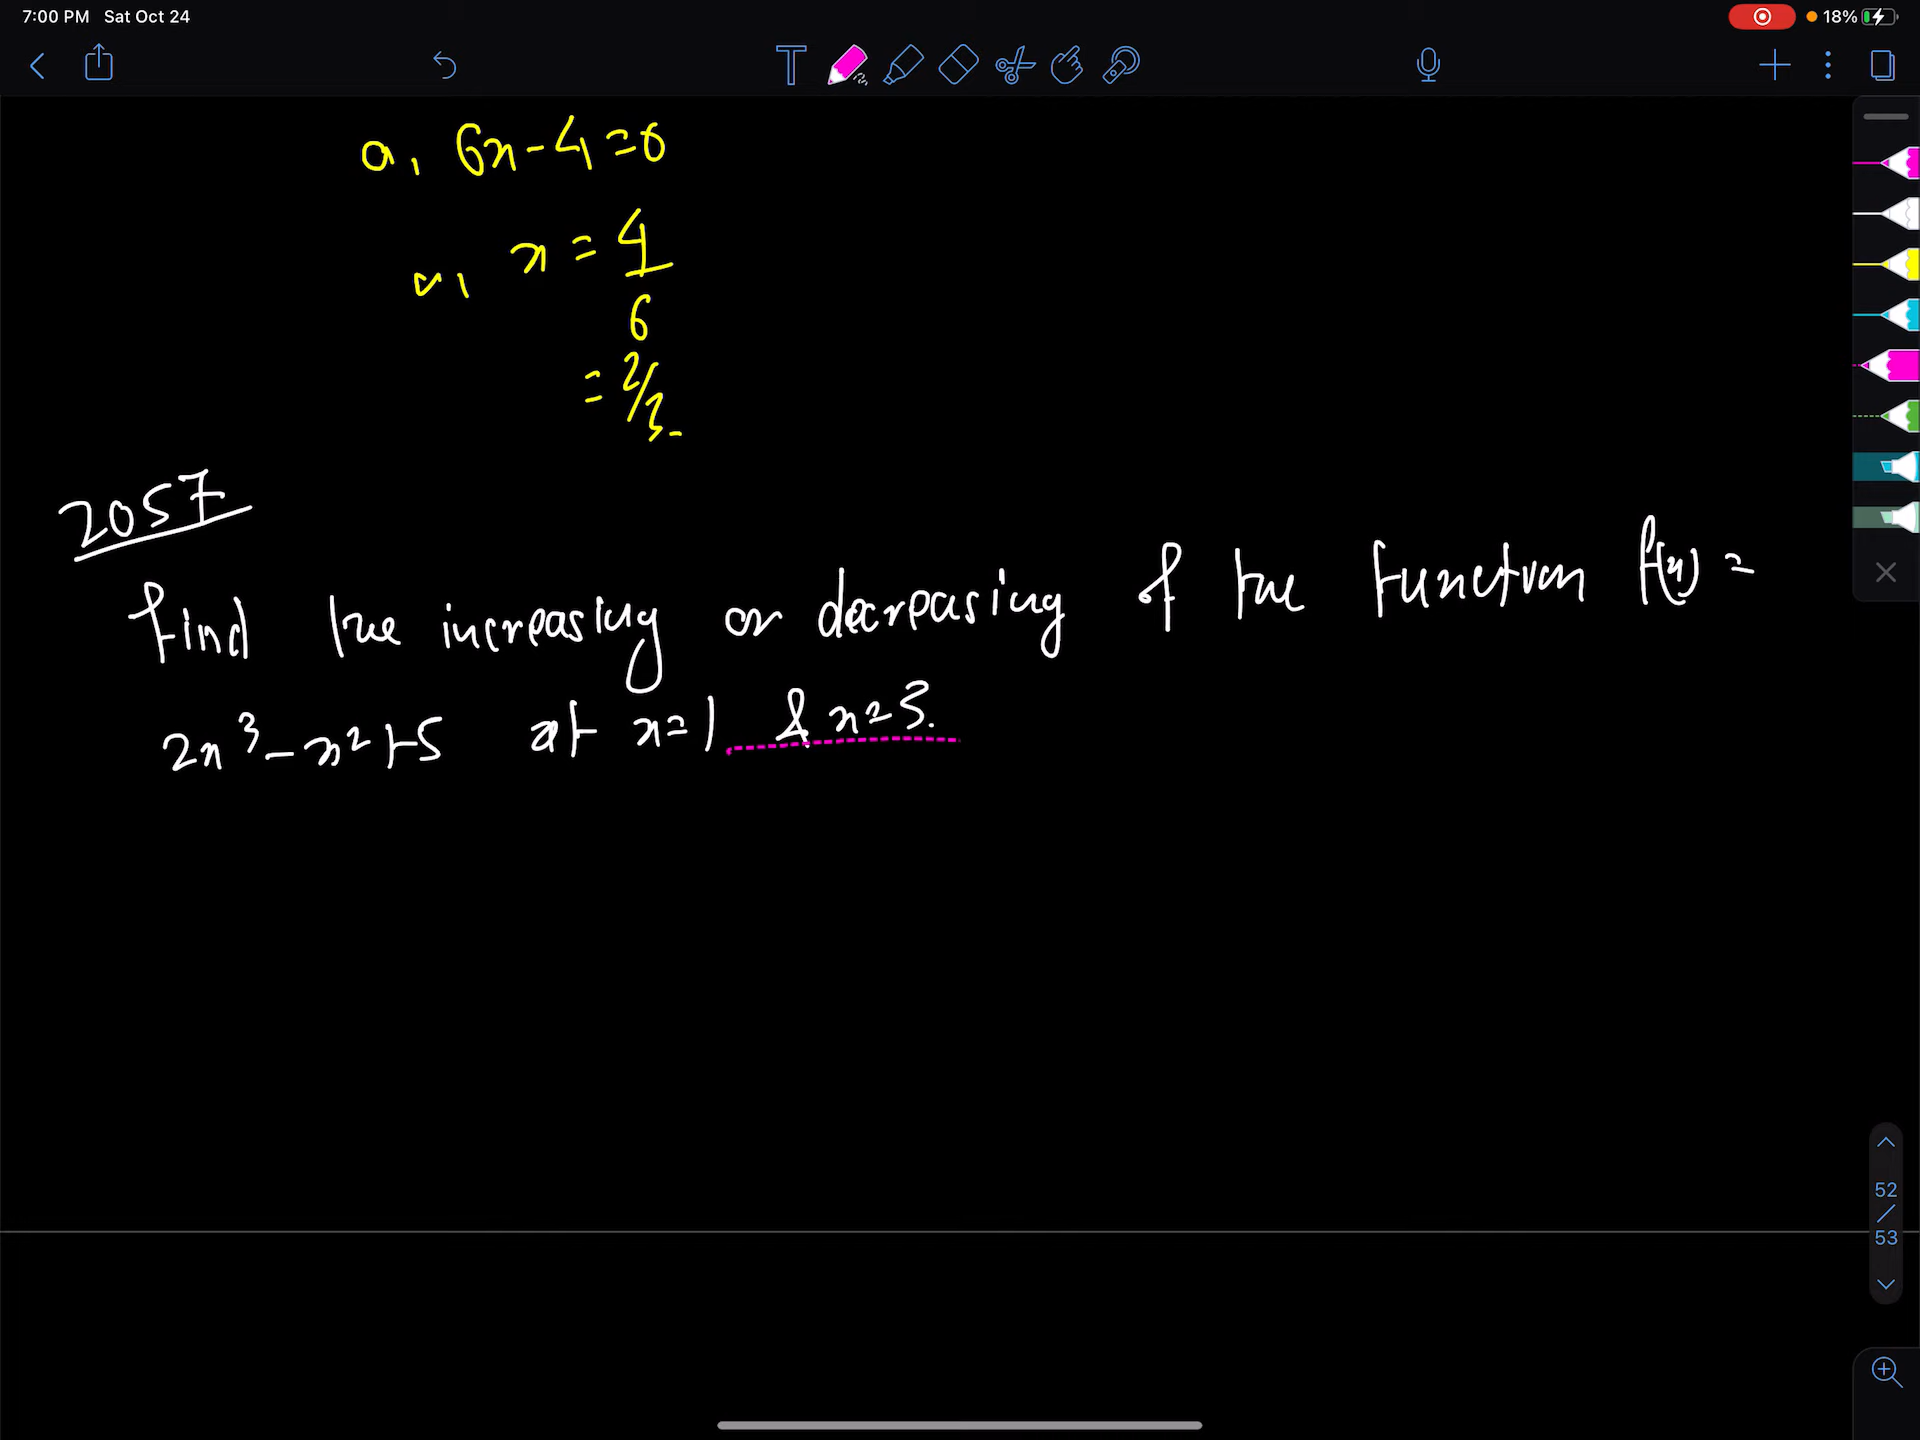 7:00 PM Sat Oct 24
18%
a, 6x-4=0
or, x = 4/6
= 2/3
2057
Find the increasing or decreasing of the function f(x) =
2x³-x²+5 at x=1 & x=3.
52
/
53